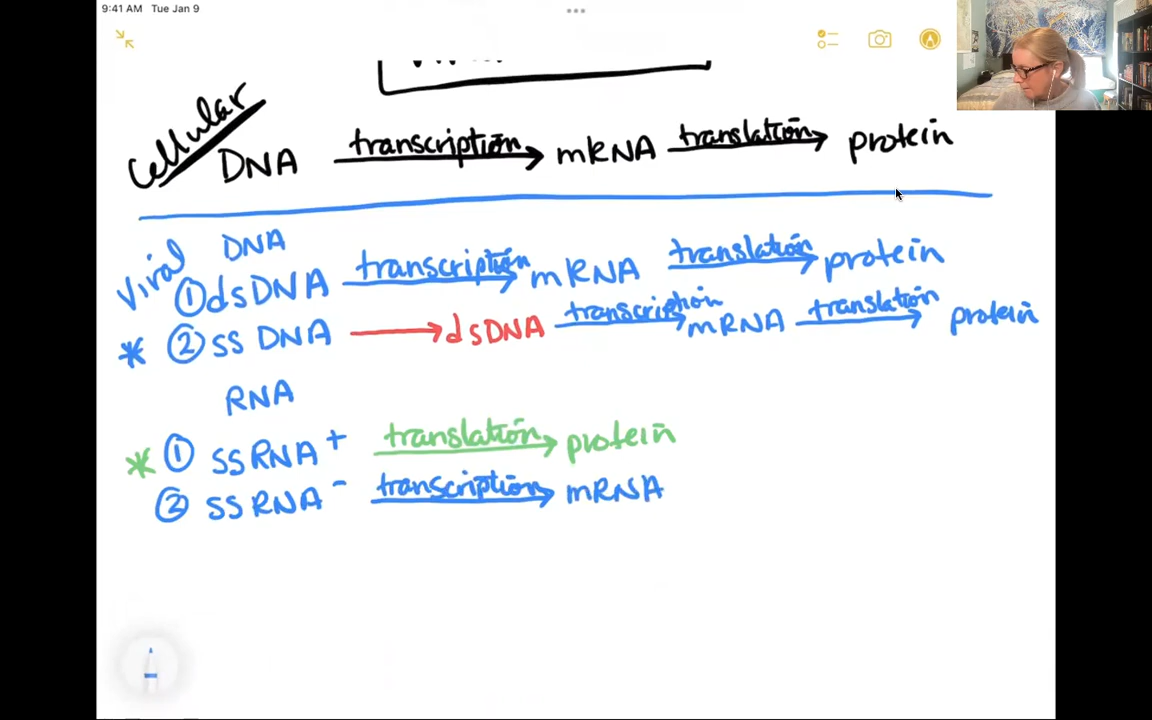 9:41 AM Tue Jan 9
Cellular
DNA transcription mRNA translation protein
Viral DNA
① dsDNA transcription mRNA translation protein
* ② ss DNA dsDNA transcription mRNA translation protein
RNA
* ① ssRNA + translation protein
② ssRNA - transcription mRNA